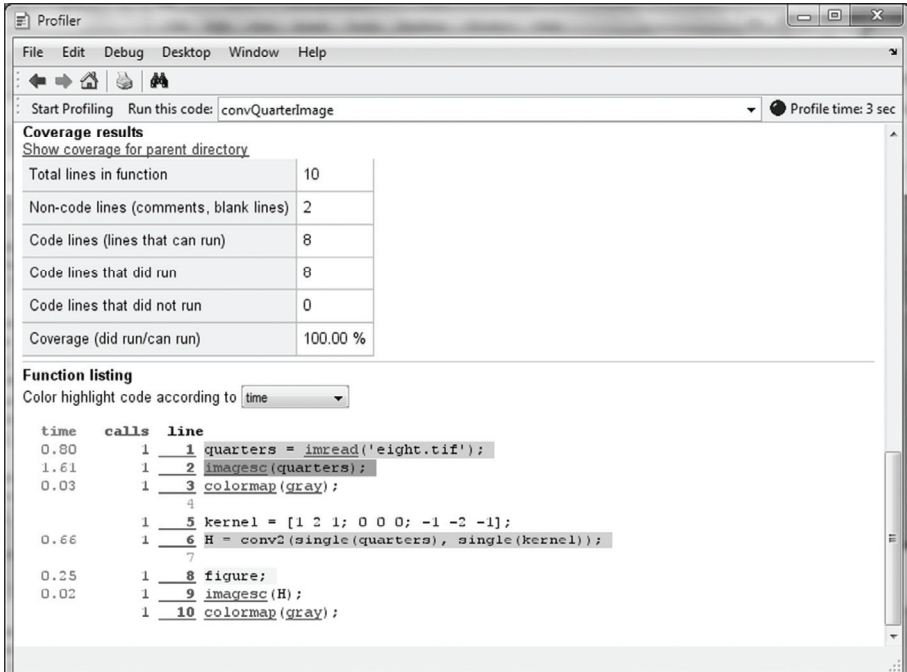 Profiler
File Edit Debug Desktop Window Help
Start Profiling Run this code: convQuarterImage Profile time: 3 sec
Coverage results
Show coverage for parent directory
Total lines in function 10
Non-code lines (comments, blank lines) 2
Code lines (lines that can run) 8
Code lines that did run 8
Code lines that did not run 0
Coverage (did run/can run) 100.00 %
Function listing
Color highlight code according to time
time calls line
0.80 1 1 quarters = imread('eight.tif');
1.61 1 2 imagesc(quarters);
0.03 1 3 colormap(gray);
4
1 5 kernel = [1 2 1; 0 0 0; -1 -2 -1];
0.66 1 6 H = conv2(single(quarters), single(kernel));
7
0.25 1 8 figure;
0.02 1 9 imagesc(H);
1 10 colormap(gray);